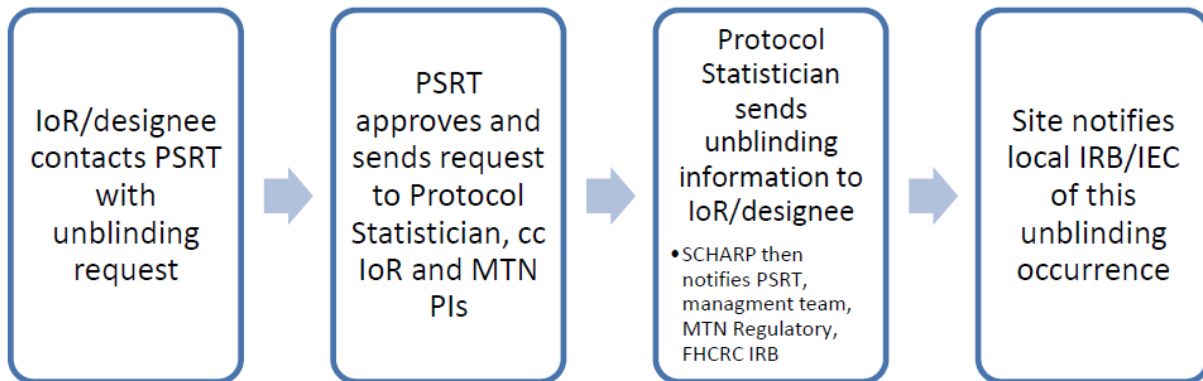 IoR/designee
contacts PSRT
with
unblinding
request
PSRT
approves and
sends request
to Protocol
Statistician, cc
IoR and MTN
PIs
Protocol
Statistician
sends
unblinding
information to
IoR/designee
•SCHARP then
notifies PSRT,
managment team,
MTN Regulatory,
FHCRC IRB
Site notifies
local IRB/IEC
of this
unblinding
occurrence